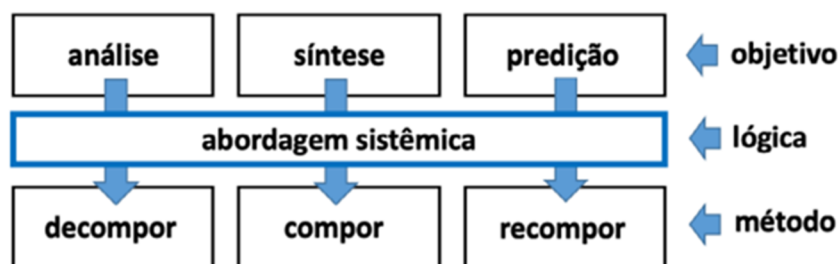 análise síntese predição objetivo
abordagem sistêmica lógica
decompor compor recompor método